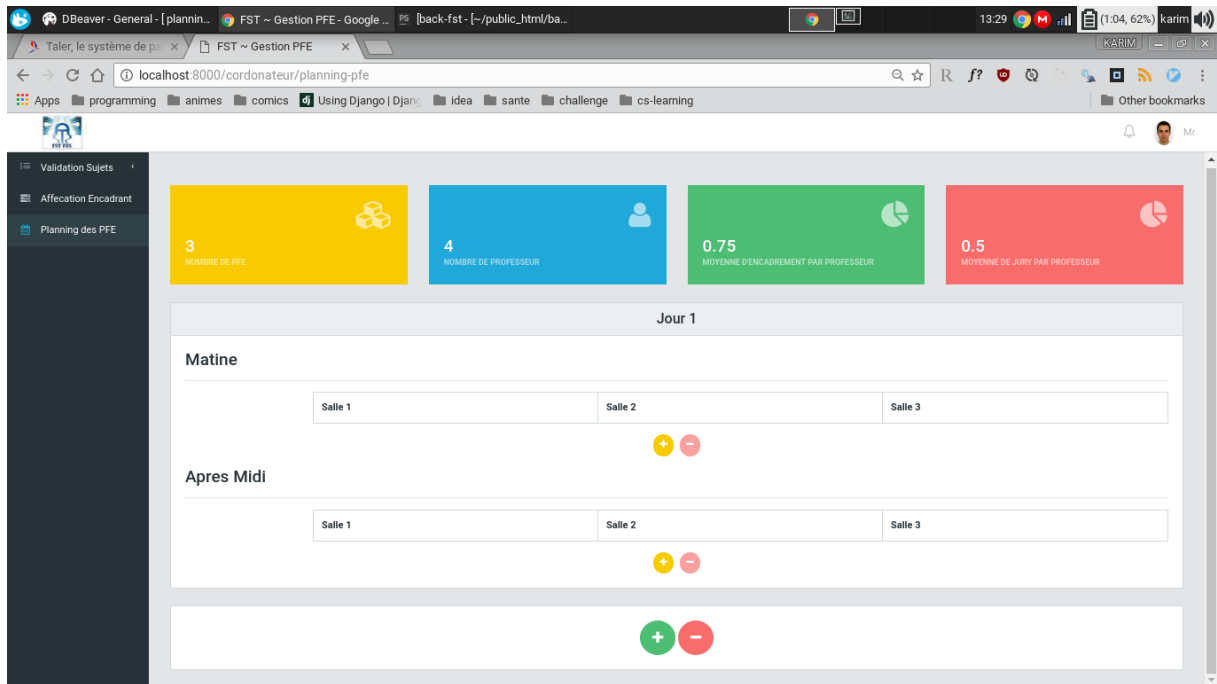 DBeaver - General - [ plannin...
FST ~ Gestion PFE - Google ...
[back-fst - [~/public_html/ba...
13:29
(1:04, 62%)
karim
Taler, le système de pa
FST ~ Gestion PFE
KARIM
localhost:8000/cordonateur/planning-pfe
Apps
programming
animes
comics
Using Django | Djang
idea
sante
challenge
cs-learning
Other bookmarks
Mr
Validation Sujets
Affecation Encadrant
Planning des PFE
3
NOMBRE DE PFE
4
NOMBRE DE PROFESSEUR
0.75
MOYENNE D'ENCADREMENT PAR PROFESSEUR
0.5
MOYENNE DE JURY PAR PROFESSEUR
Jour 1
Matine
Salle 1
Salle 2
Salle 3
Apres Midi
Salle 1
Salle 2
Salle 3